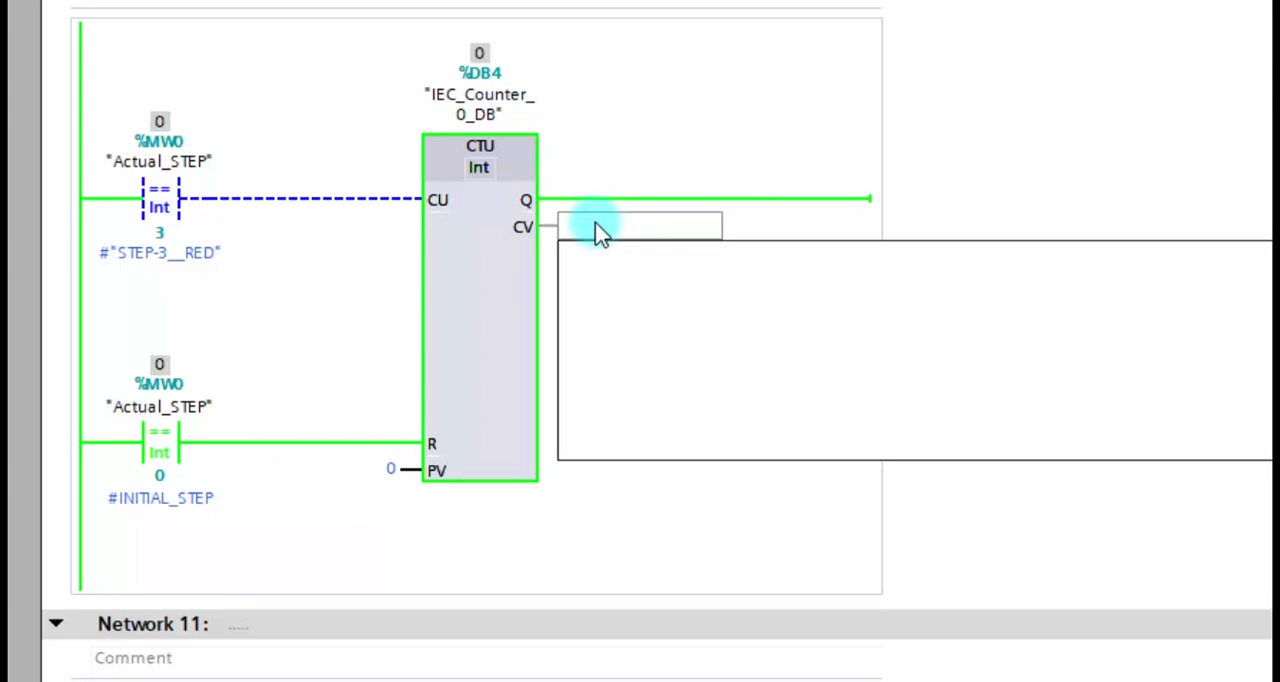 0
%DB4
"IEC_Counter_
0_DB"
0
%MW0
"Actual_STEP"
CTU
Int
==
Int
CU
Q
CV
3
#"STEP-3__RED"
0
%MW0
"Actual_STEP"
==
Int
R
0
PV
0
#INITIAL_STEP
Network 11: .....
Comment